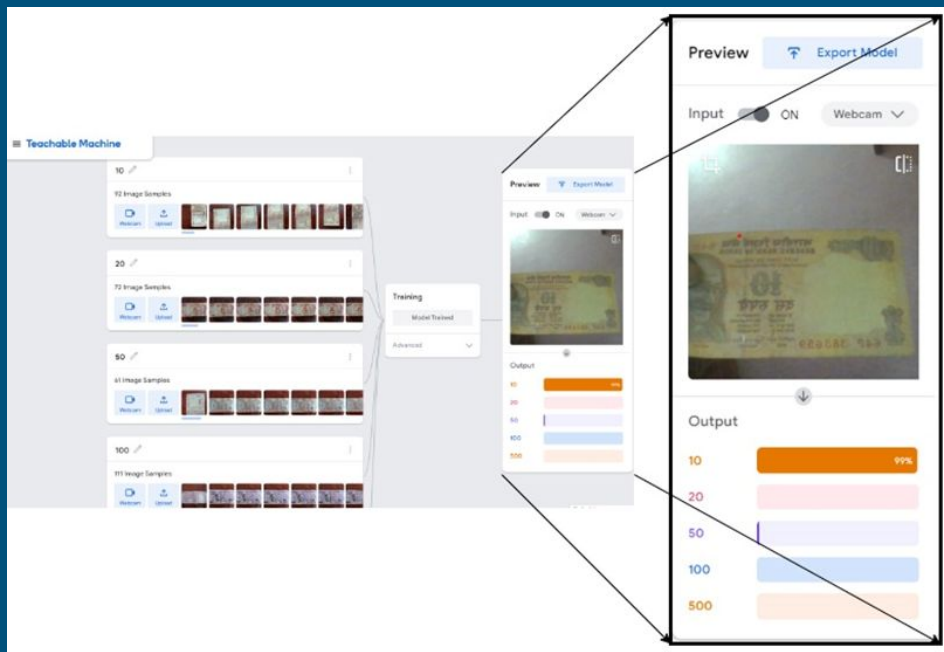 Teachable Machine
10
92 Image Samples
Webcam
Upload
20
72 Image Samples
Webcam
Upload
50
61 Image Samples
Webcam
Upload
100
111 Image Samples
Webcam
Upload
Training
Model Trained
Advanced
Preview
Export Model
Input
ON
Webcam
Output
10
99%
20
50
100
500
Preview
Export Model
Input
ON
Webcam
10
Output
10
99%
20
50
100
500